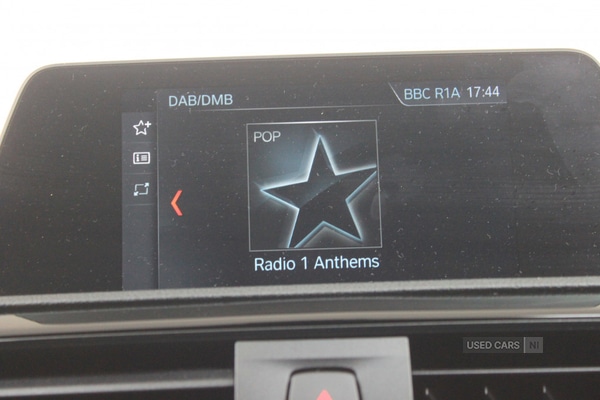 DAB/DMB
BBC R1A 17:44
POP
Radio 1 Anthems
USED CARS NI